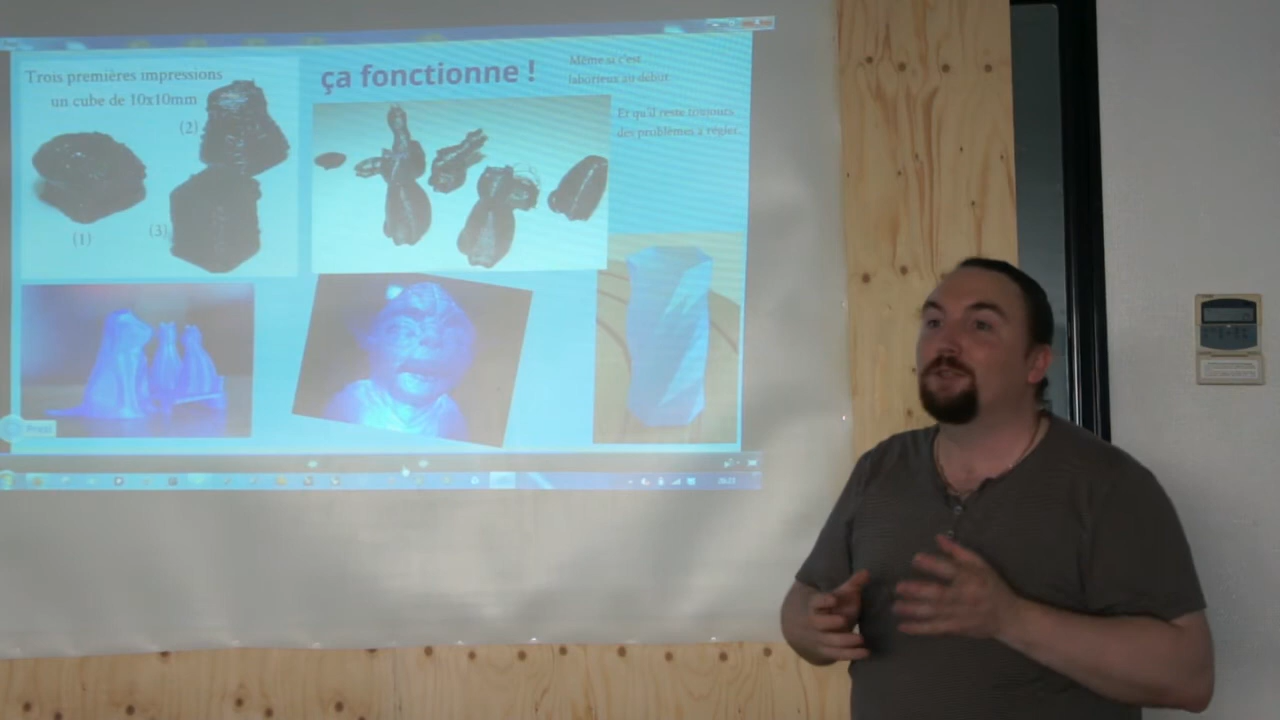 Trois premières impressions
un cube de 10x10mm
(2)
(1)
(3)
ça fonctionne !
Même si c'est
laborieux au début
Et qu'il reste toujours
des problèmes à régler
Prezi